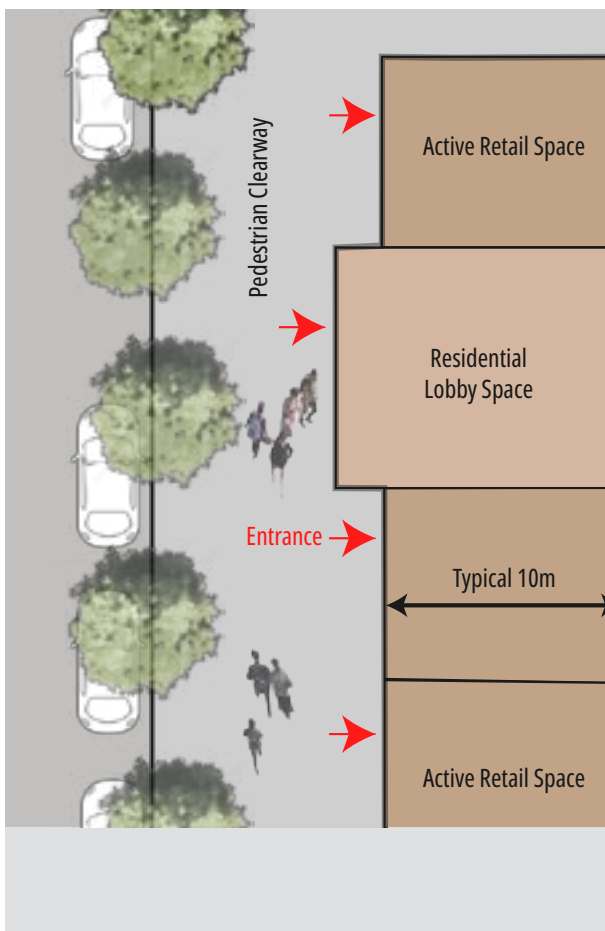 Active Retail Space
Pedestrian Clearway
Residential
Lobby Space
Entrance
Typical 10m
Active Retail Space